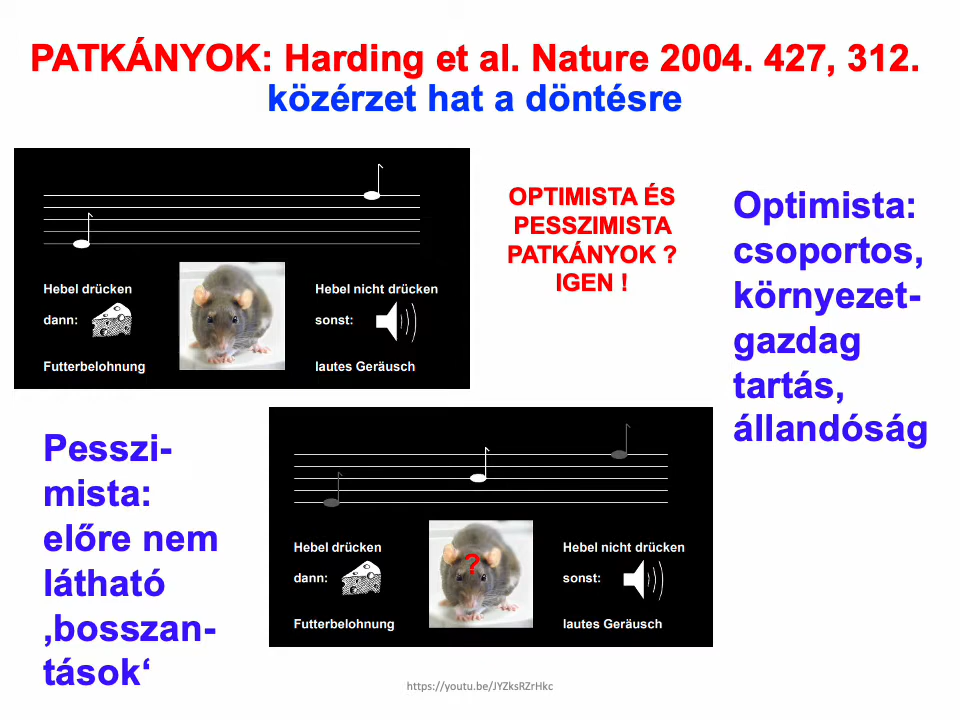 PATKÁNYOK: Harding et al. Nature 2004. 427, 312.
közérzet hat a döntésre
Hebel drücken
dann:
Futterbelohnung
Hebel nicht drücken
sonst:
lautes Geräusch
OPTIMISTA ÉS
PESSZIMISTA
PATKÁNYOK ?
IGEN !
Optimista:
csoportos,
környezet-
gazdag
tartás,
állandóság
Pesszi-
mista:
előre nem
látható
‚bosszan-
tások‘
Hebel drücken
dann:
Futterbelohnung
?
Hebel nicht drücken
sonst:
lautes Geräusch
https://youtu.be/JYZksRZrHkc